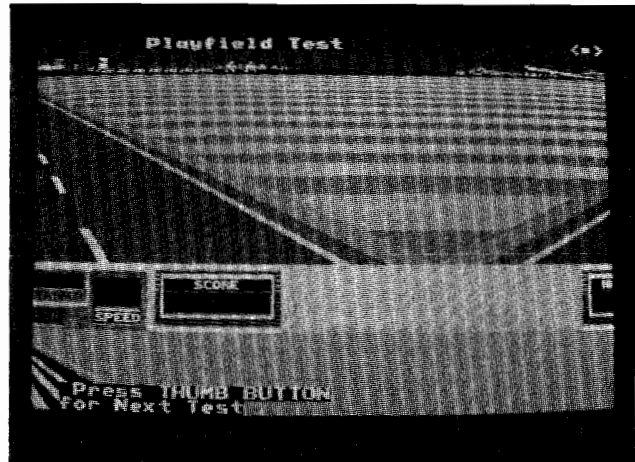 Playfield Test
<=>
SCORE
SPEED
Press THUMB BUTTON
for Next Test